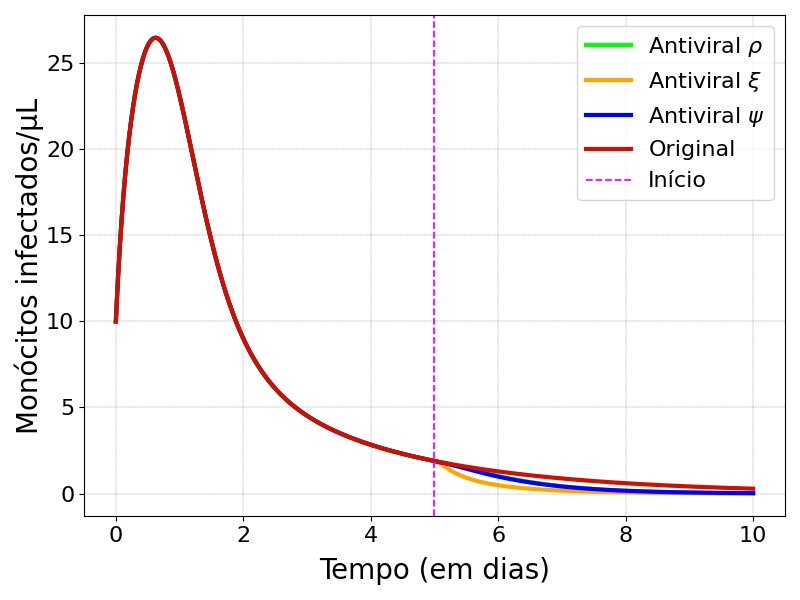 Antiviral ρ
Antiviral ξ
Antiviral ψ
Original
Início
Monócitos infectados/μL
25
20
15
10
5
0
0 2 4 6 8 10
Tempo (em dias)